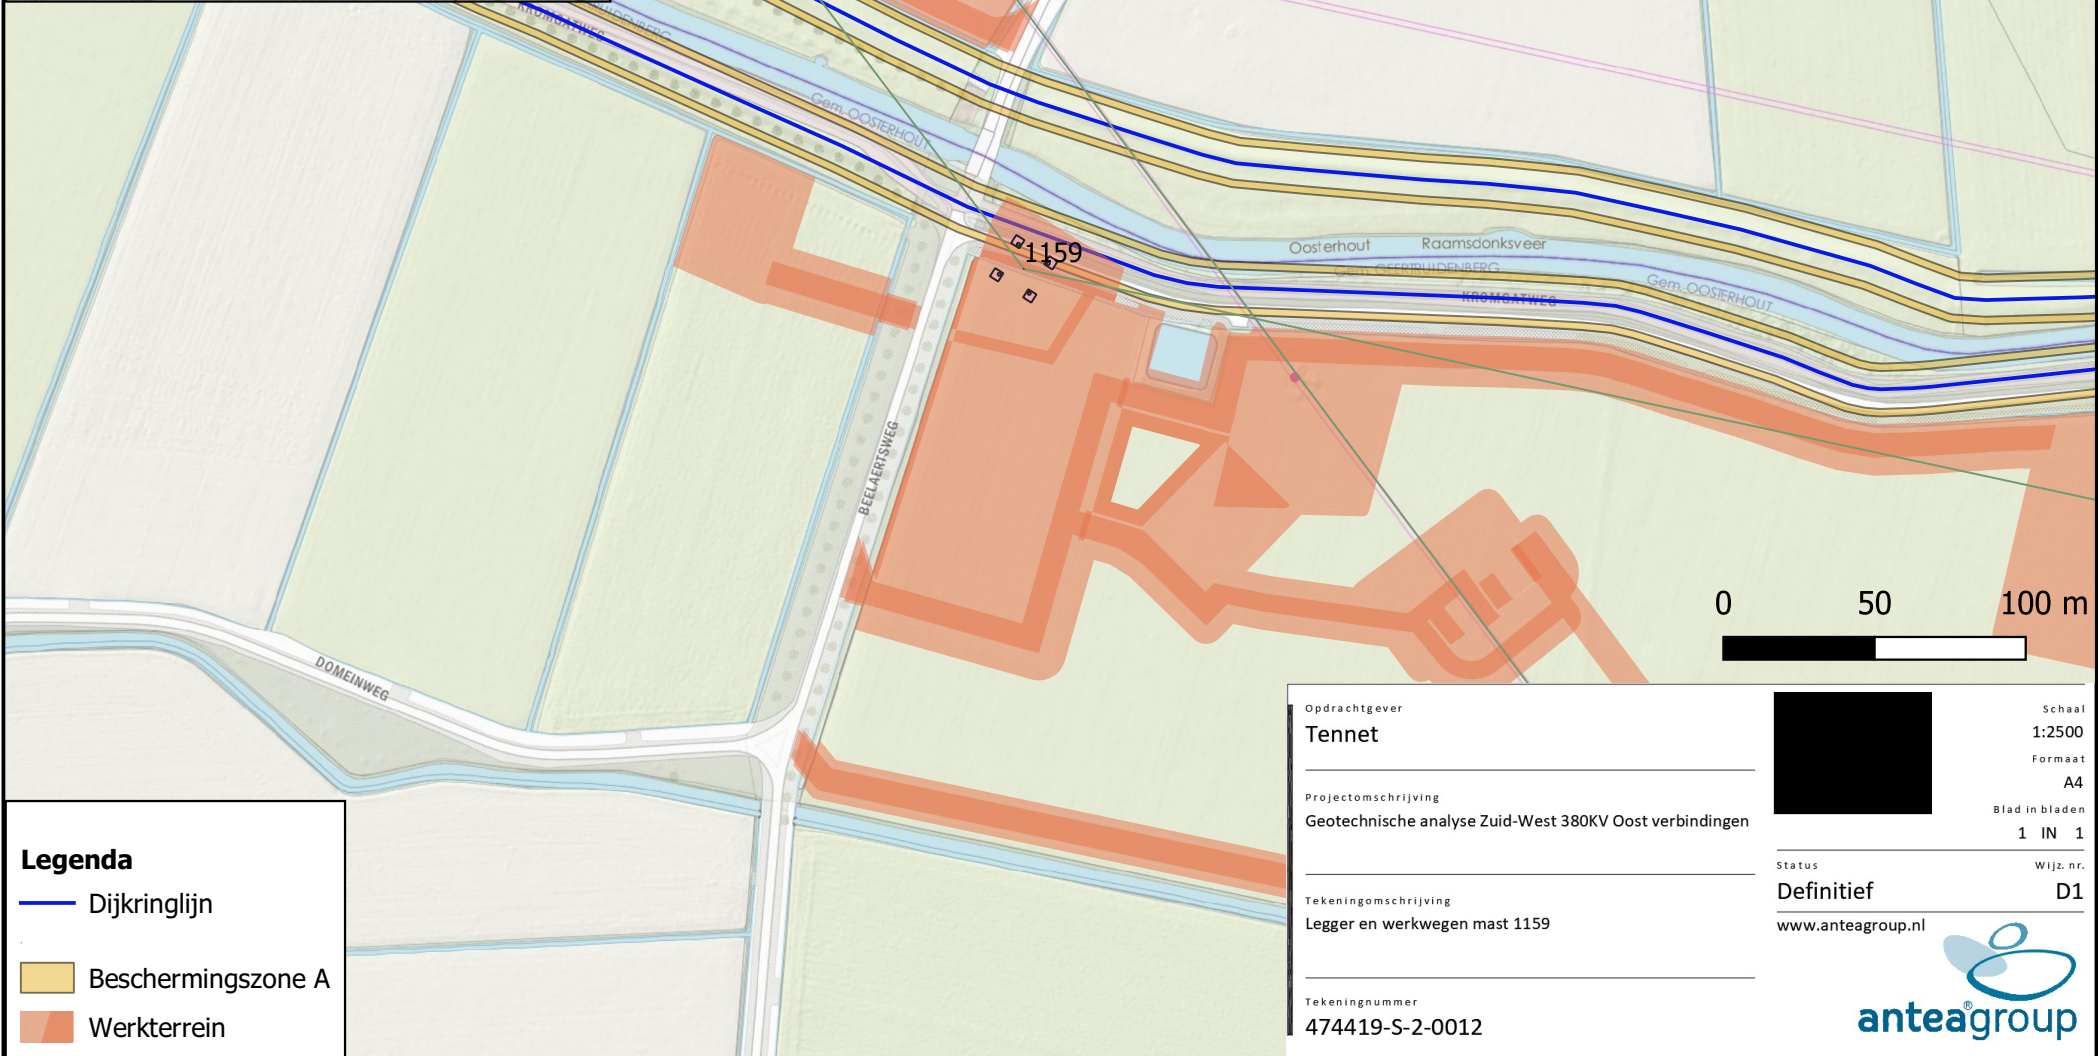 KROMGATWEG
Gem. OOSTERHOUT
1159
Oosterhout Raamsdonksveer
Gem. GEERTRUIDENBERG
KROMGATWEG
Gem. OOSTERHOUT
BEELAERTSWEG
DOMEINWEG
0 50 100 m
Legenda
Dijkringlijn
Beschermingszone A
Werkterrein
Opdrachtgever
Tennet
Projectomschrijving
Geotechnische analyse Zuid-West 380KV Oost verbindingen
Tekeningomschrijving
Legger en werkwegen mast 1159
Tekeningnummer
474419-S-2-0012
Schaal
1:2500
Formaat
A4
Blad in bladen
1 IN 1
Status Wijz. nr.
Definitief D1
www.anteagroup.nl
anteagroup®